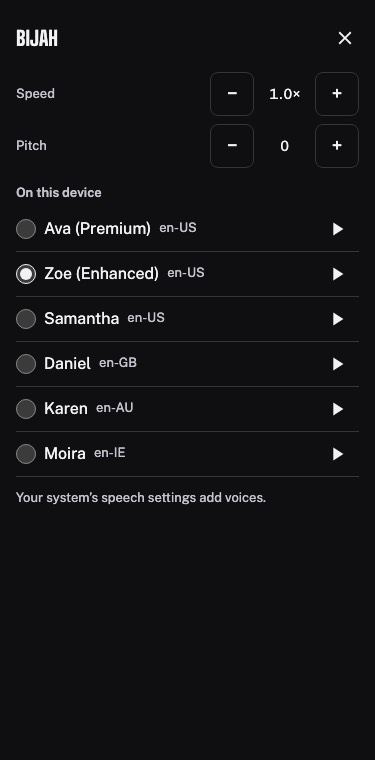 BIJAH
Speed − 1.0× +
Pitch − 0 +
On this device
Ava (Premium) en-US
Zoe (Enhanced) en-US
Samantha en-US
Daniel en-GB
Karen en-AU
Moira en-IE
Your system’s speech settings add voices.